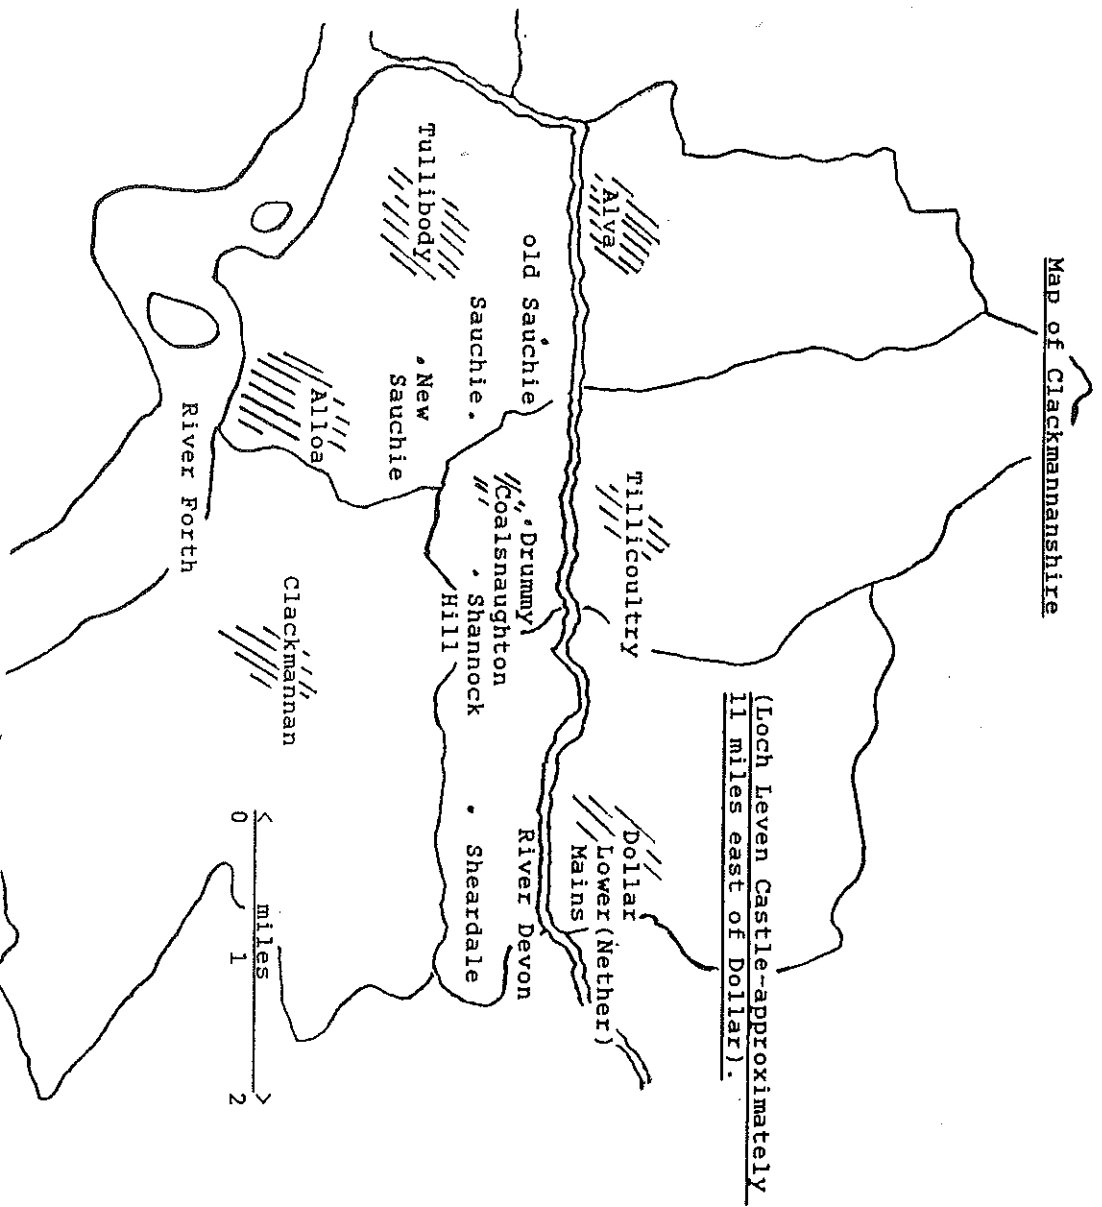 Map of Clackmannanshire
(Loch Leven Castle-approximately
11 miles east of Dollar).
Alva
Tillicoultry
Dollar
Lower(Nether)
Mains
River Devon
old Sauchie
Sauchie.
Drummy
Coalsnaughton
Shannock
Hill
Sheardale
Tullibody
New
Sauchie
Alloa
Clackmannan
River Forth
< miles >
0 1 2